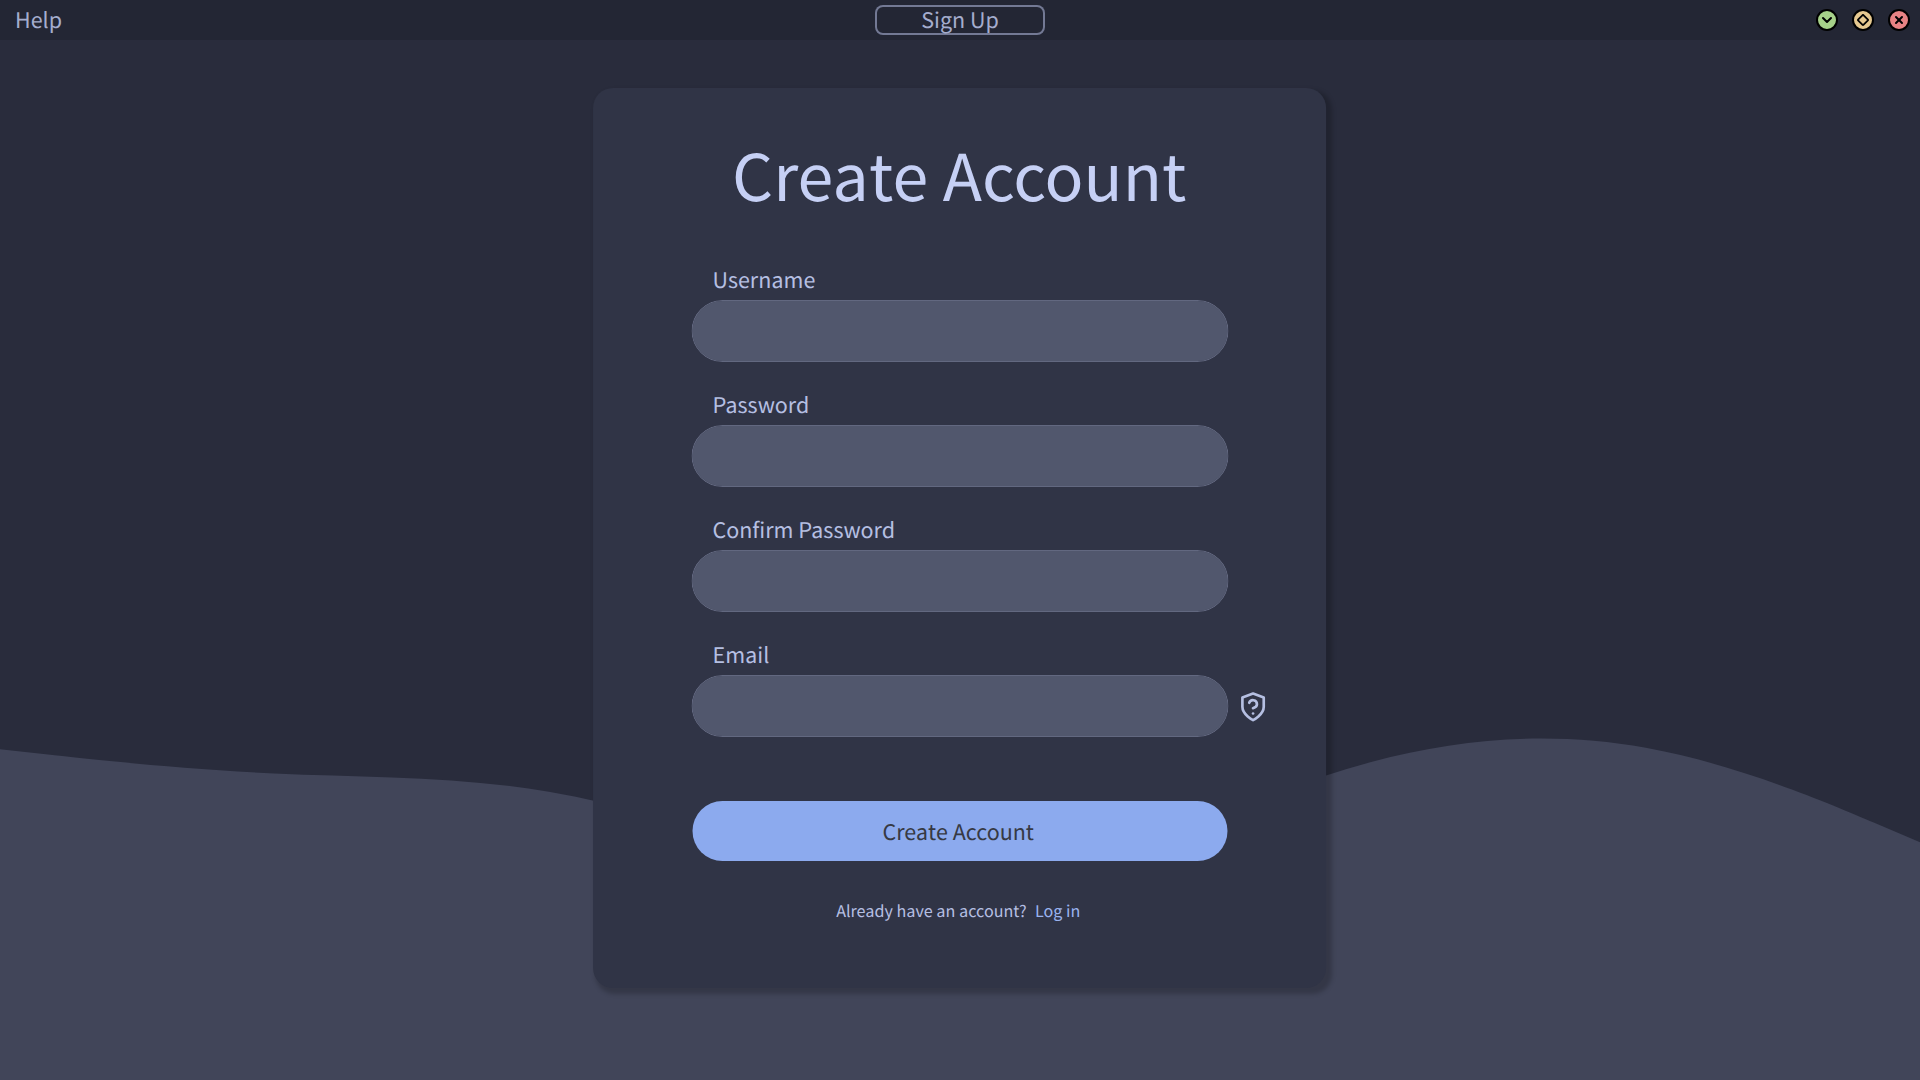 Help
Sign Up
Create Account
Username
Password
Confirm Password
Email
Create Account
Already have an account? Log in